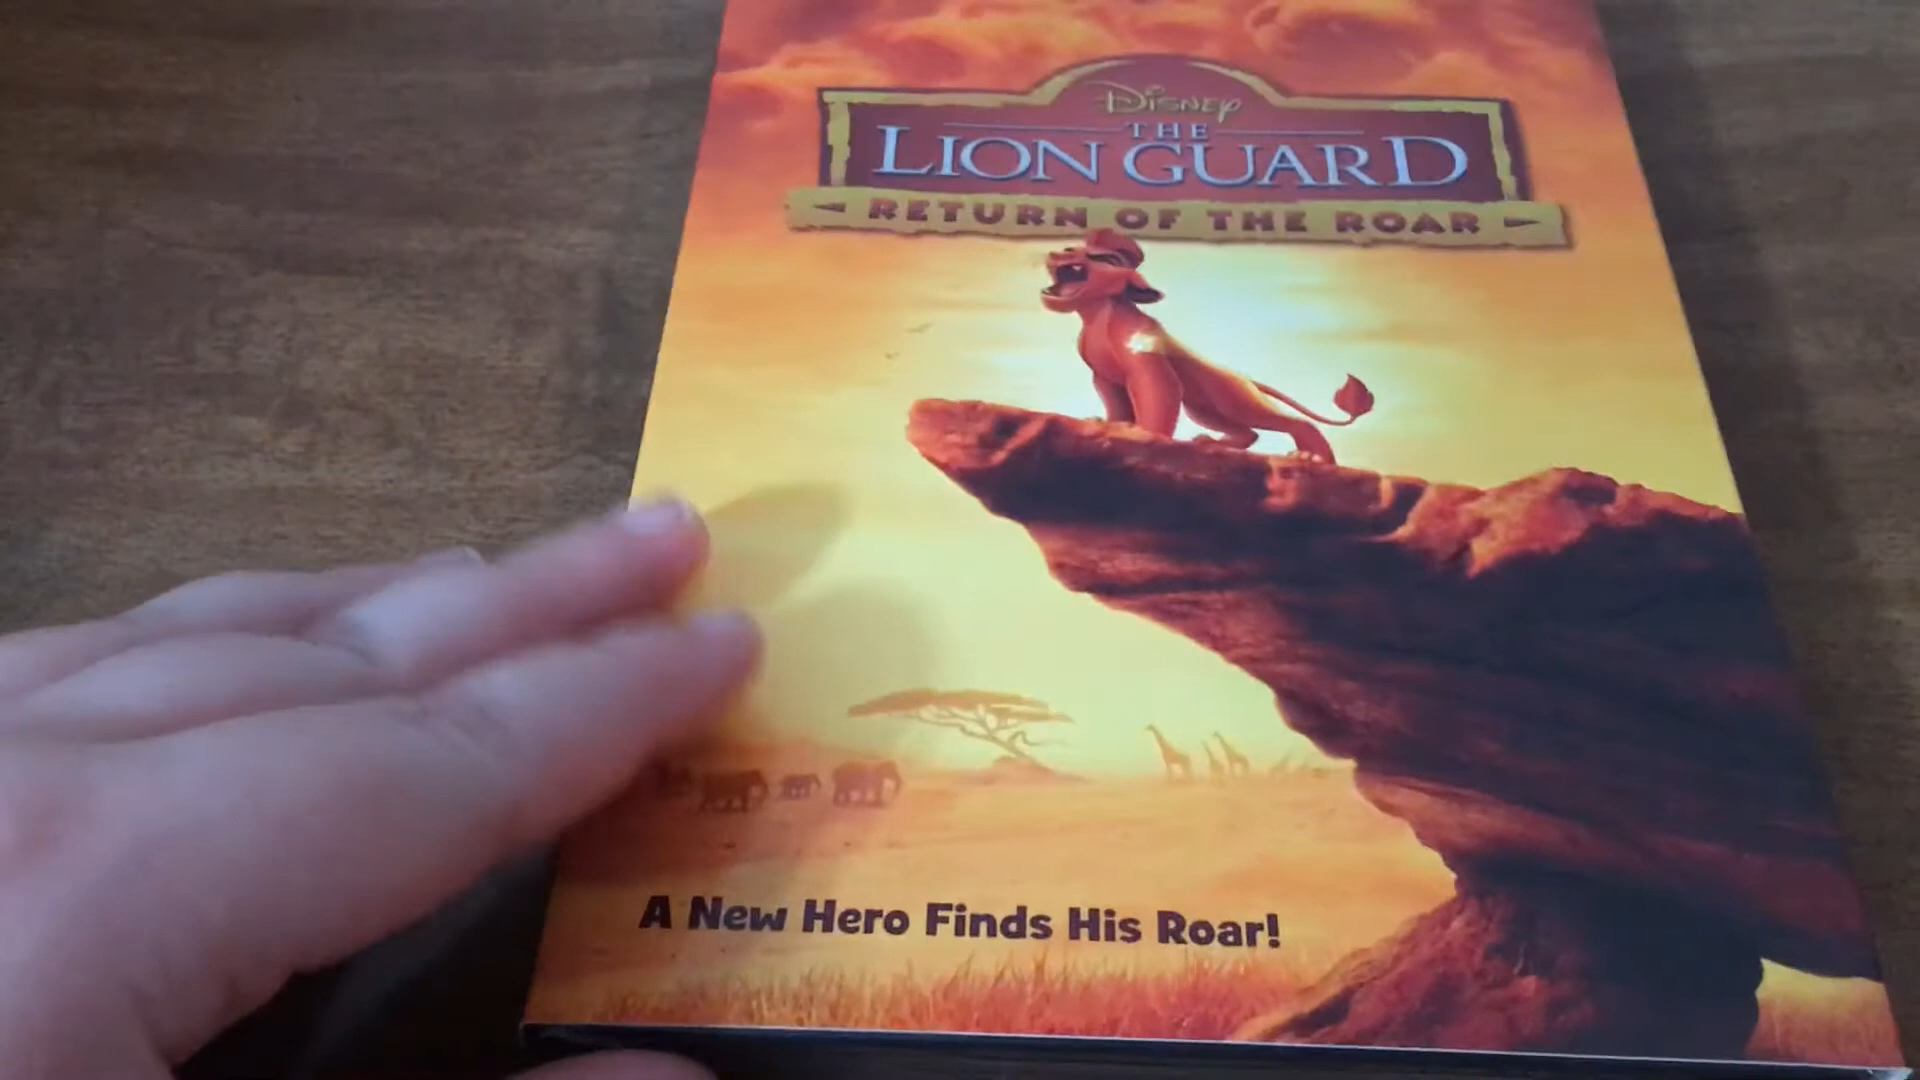 Disney
THE
LION GUARD
RETURN OF THE ROAR
A New Hero Finds His Roar!